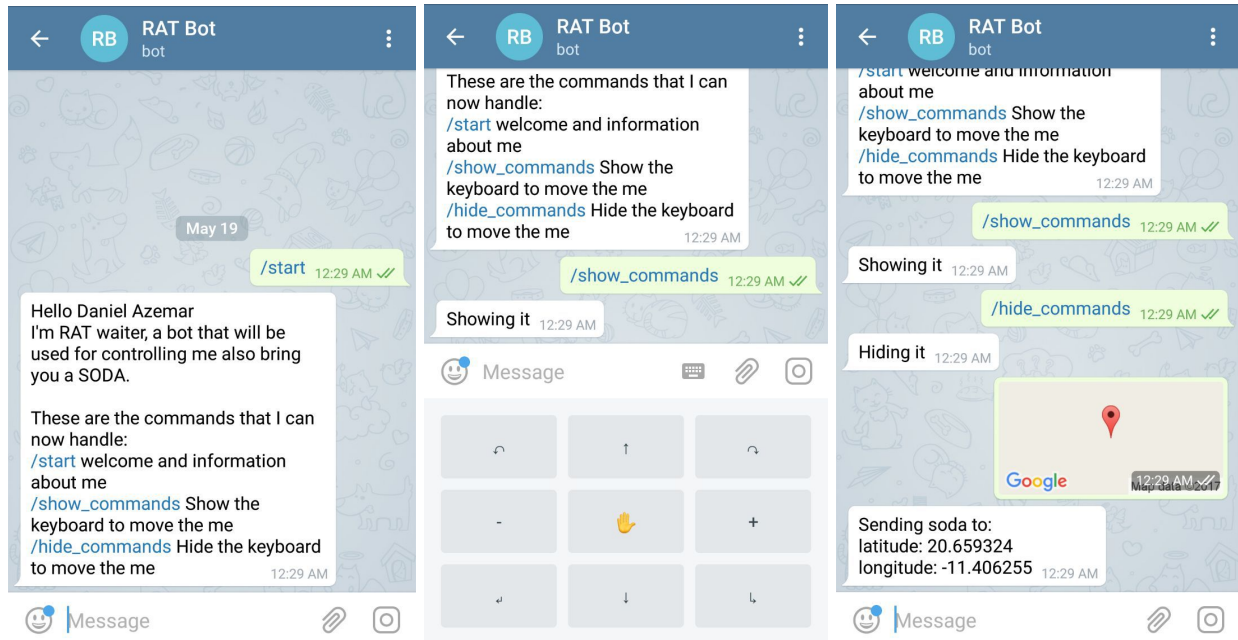 RB
RAT Bot
bot
May 19
/start 12:29 AM
Hello Daniel Azemar
I'm RAT waiter, a bot that will be
used for controlling me also bring
you a SODA.
These are the commands that I can
now handle:
/start welcome and information
about me
/show_commands Show the
keyboard to move the me
/hide_commands Hide the keyboard
to move the me 12:29 AM
Message
RB
RAT Bot
bot
These are the commands that I can
now handle:
/start welcome and information
about me
/show_commands Show the
keyboard to move the me
/hide_commands Hide the keyboard
to move the me 12:29 AM
/show_commands 12:29 AM
Showing it 12:29 AM
Message
↶ ↑ ↷
- ✋ +
↲ ↓ ↳
RB
RAT Bot
bot
/start welcome and information
about me
/show_commands Show the
keyboard to move the me
/hide_commands Hide the keyboard
to move the me 12:29 AM
/show_commands 12:29 AM
Showing it 12:29 AM
/hide_commands 12:29 AM
Hiding it 12:29 AM
Google
12:29 AM
Map data ©2017
Sending soda to:
latitude: 20.659324
longitude: -11.406255 12:29 AM
Message